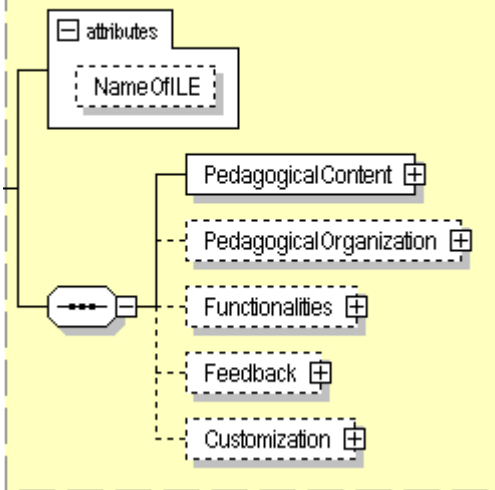 attributes
NameOfILE
PedagogicalContent
PedagogicalOrganization
Functionalities
Feedback
Customization